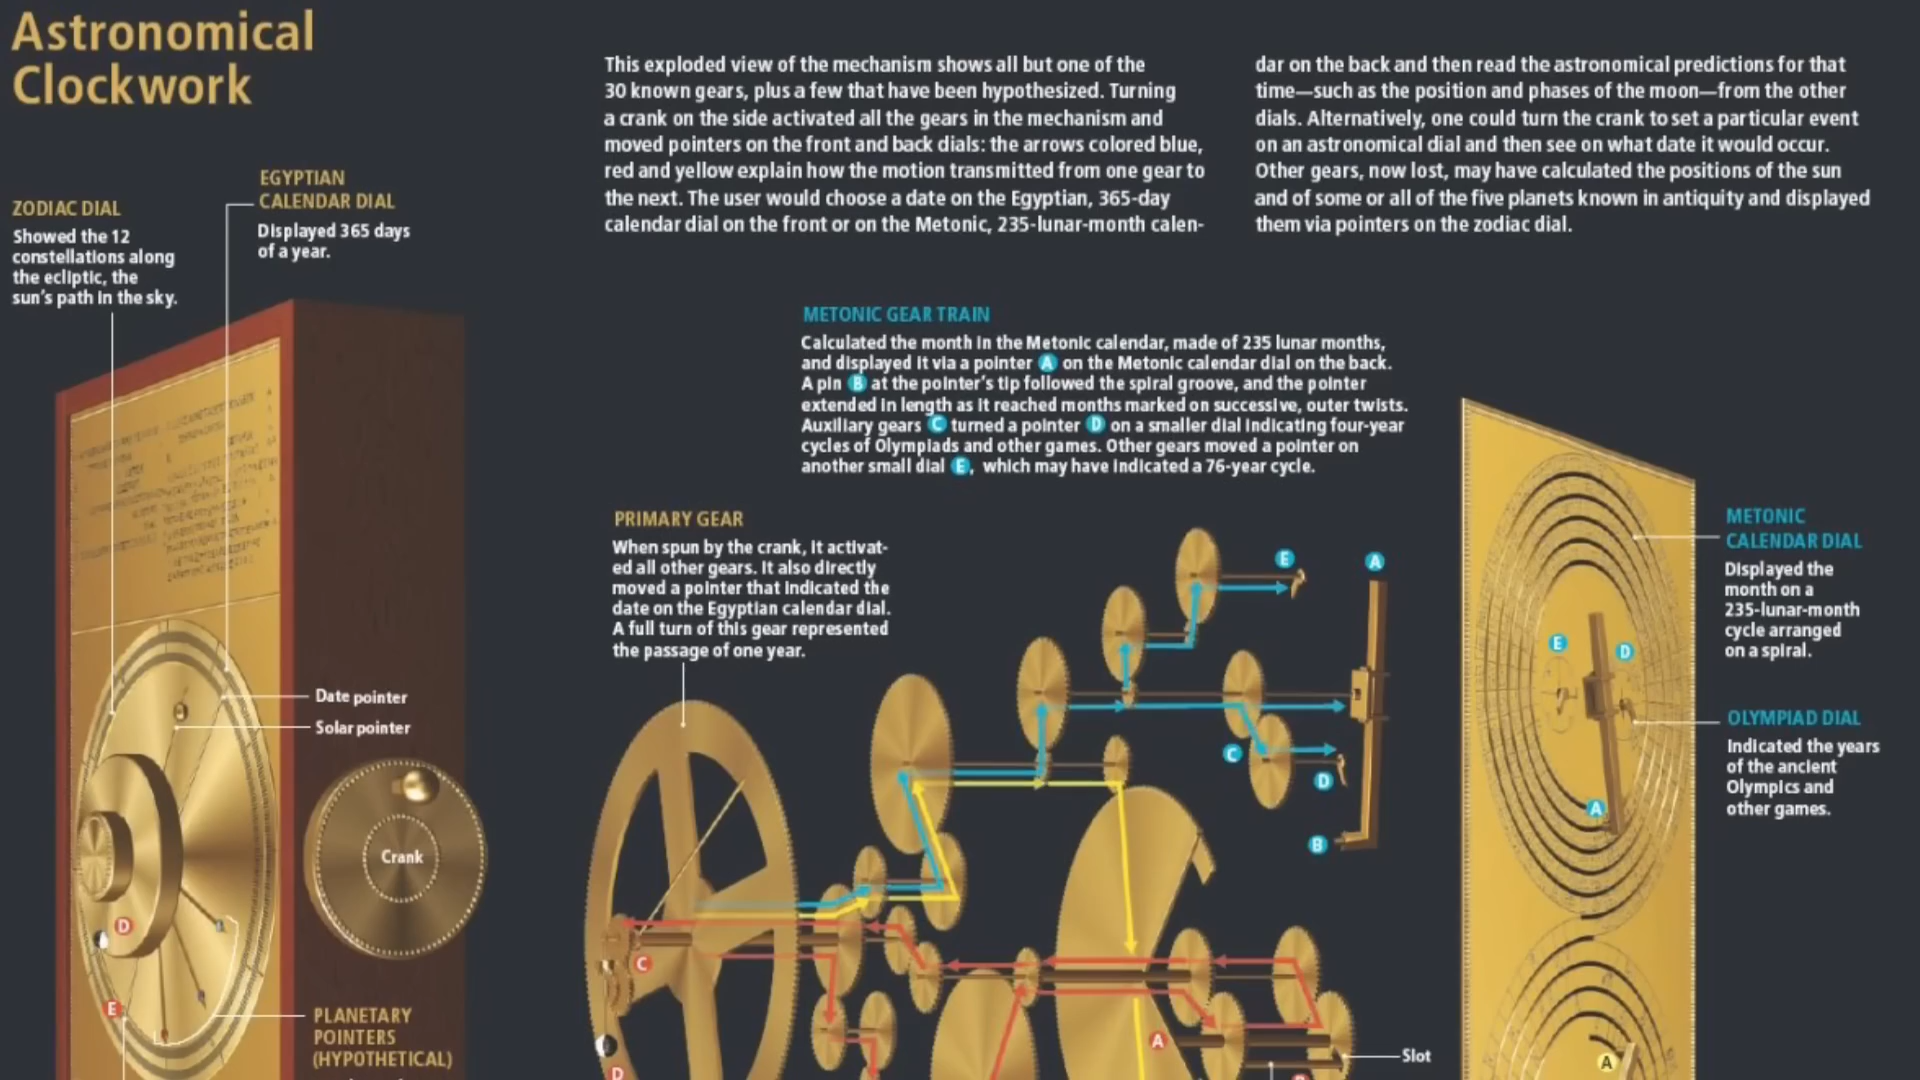 Astronomical
Clockwork
This exploded view of the mechanism shows all but one of the
30 known gears, plus a few that have been hypothesized. Turning
a crank on the side activated all the gears in the mechanism and
moved pointers on the front and back dials: the arrows colored blue,
red and yellow explain how the motion transmitted from one gear to
the next. The user would choose a date on the Egyptian, 365-day
calendar dial on the front or on the Metonic, 235-lunar-month calen-
dar on the back and then read the astronomical predictions for that
time—such as the position and phases of the moon—from the other
dials. Alternatively, one could turn the crank to set a particular event
on an astronomical dial and then see on what date it would occur.
Other gears, now lost, may have calculated the positions of the sun
and of some or all of the five planets known in antiquity and displayed
them via pointers on the zodiac dial.
ZODIAC DIAL
Showed the 12
constellations along
the ecliptic, the
sun's path in the sky.
EGYPTIAN
CALENDAR DIAL
Displayed 365 days
of a year.
METONIC GEAR TRAIN
Calculated the month in the Metonic calendar, made of 235 lunar months,
and displayed it via a pointer A on the Metonic calendar dial on the back.
A pin B at the pointer's tip followed the spiral groove, and the pointer
extended in length as it reached months marked on successive, outer twists.
Auxiliary gears C turned a pointer D on a smaller dial indicating four-year
cycles of Olympiads and other games. Other gears moved a pointer on
another small dial E, which may have indicated a 76-year cycle.
PRIMARY GEAR
When spun by the crank, it activat-
ed all other gears. It also directly
moved a pointer that indicated the
date on the Egyptian calendar dial.
A full turn of this gear represented
the passage of one year.
METONIC
CALENDAR DIAL
Displayed the
month on a
235-lunar-month
cycle arranged
on a spiral.
OLYMPIAD DIAL
Indicated the years
of the ancient
Olympics and
other games.
Date pointer
Solar pointer
Crank
D
E
PLANETARY
POINTERS
(HYPOTHETICAL)
E
A
C
D
B
C
D
A
Slot
E
D
A
A